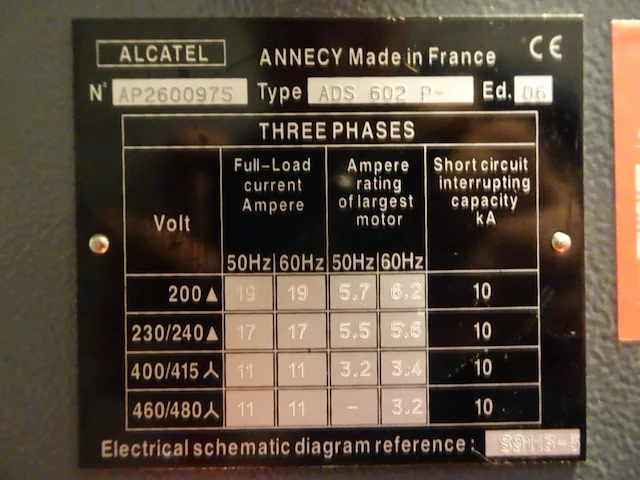 ALCATEL ANNECY Made in France CE
N° AP2600975 Type ADS 602 P- Ed. 06
THREE PHASES
Volt
Full-Load
current
Ampere
50Hz 60Hz
Ampere
rating
of largest
motor
50Hz 60Hz
Short circuit
interrupting
capacity
kA
200▲ 19 19 5.7 6.2 10
230/240▲ 17 17 5.5 5.6 10
400/415⅄ 11 11 3.2 3.4 10
460/480⅄ 11 11 - 3.2 10
Electrical schematic diagram reference: